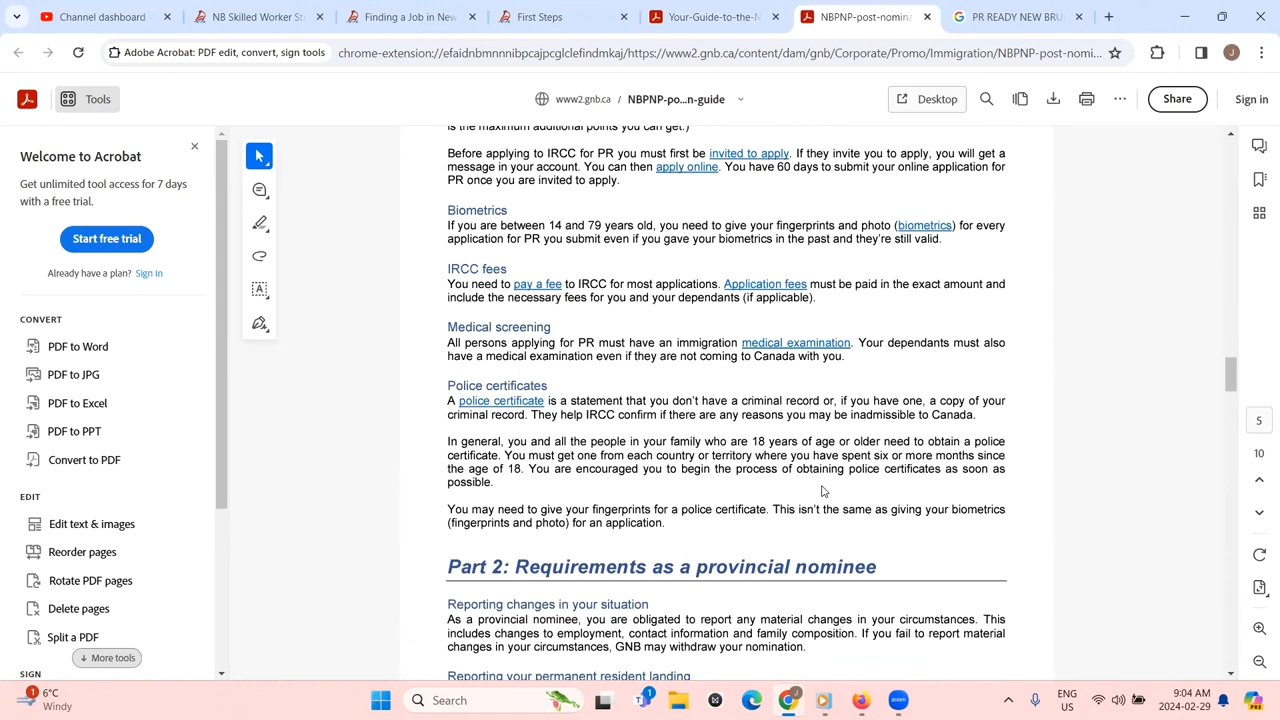 Channel dashboard
NB Skilled Worker St
Finding a Job in New
First Steps
Your-Guide-to-the-N
NBPNP-post-nomina
PR READY NEW BRU
Adobe Acrobat: PDF edit, convert, sign tools
chrome-extension://efaidnbmnnnibpcajpcglclefindmkaj/https://www2.gnb.ca/content/dam/gnb/Corporate/Promo/Immigration/NBPNP-post-nomi...
J
Tools
www2.gnb.ca / NBPNP-po...n-guide
Desktop
Share
Sign in
Welcome to Acrobat
Get unlimited tool access for 7 days
with a free trial.
Start free trial
Already have a plan? Sign in
CONVERT
PDF to Word
PDF to JPG
PDF to Excel
PDF to PPT
Convert to PDF
EDIT
Edit text & images
Reorder pages
Rotate PDF pages
Delete pages
Split a PDF
More tools
SIGN
is the maximum additional points you can get.)
Before applying to IRCC for PR you must first be invited to apply. If they invite you to apply, you will get a
message in your account. You can then apply online. You have 60 days to submit your online application for
PR once you are invited to apply.
Biometrics
If you are between 14 and 79 years old, you need to give your fingerprints and photo (biometrics) for every
application for PR you submit even if you gave your biometrics in the past and they're still valid.
IRCC fees
You need to pay a fee to IRCC for most applications. Application fees must be paid in the exact amount and
include the necessary fees for you and your dependants (if applicable).
Medical screening
All persons applying for PR must have an immigration medical examination. Your dependants must also
have a medical examination even if they are not coming to Canada with you.
Police certificates
A police certificate is a statement that you don't have a criminal record or, if you have one, a copy of your
criminal record. They help IRCC confirm if there are any reasons you may be inadmissible to Canada.
In general, you and all the people in your family who are 18 years of age or older need to obtain a police
certificate. You must get one from each country or territory where you have spent six or more months since
the age of 18. You are encouraged you to begin the process of obtaining police certificates as soon as
possible.
You may need to give your fingerprints for a police certificate. This isn't the same as giving your biometrics
(fingerprints and photo) for an application.
Part 2: Requirements as a provincial nominee
Reporting changes in your situation
As a provincial nominee, you are obligated to report any material changes in your circumstances. This
includes changes to employment, contact information and family composition. If you fail to report material
changes in your circumstances, GNB may withdraw your nomination.
Reporting your permanent resident landing
5
10
1
6°C
Windy
Search
1
ENG
US
9:04 AM
2024-02-29